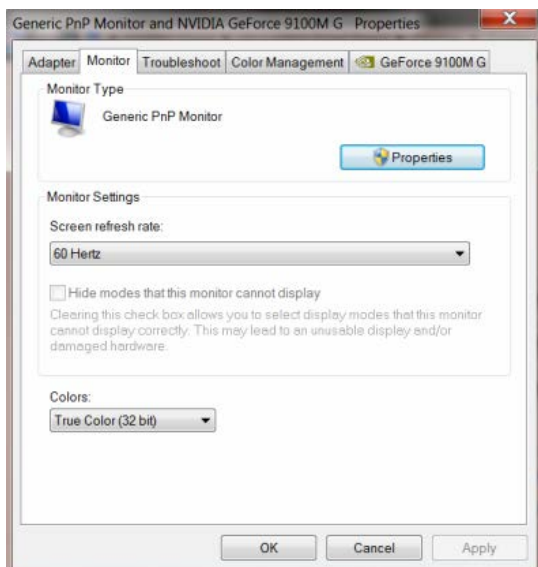 Generic PnP Monitor and NVIDIA GeForce 9100M G Properties
Adapter Monitor Troubleshoot Color Management GeForce 9100M G
Monitor Type
Generic PnP Monitor
Properties
Monitor Settings
Screen refresh rate:
60 Hertz
Hide modes that this monitor cannot display
Clearing this check box allows you to select display modes that this monitor
cannot display correctly. This may lead to an unusable display and/or
damaged hardware.
Colors:
True Color (32 bit)
OK Cancel Apply